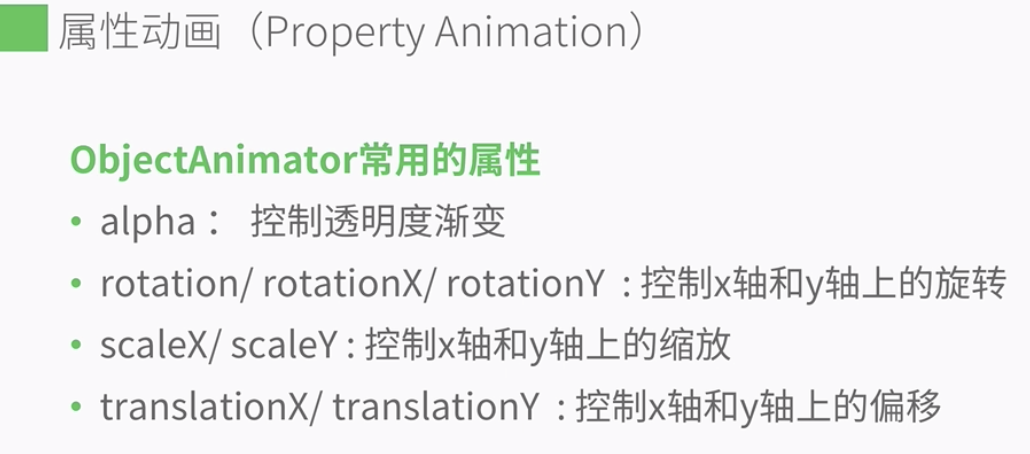 属性动画（Property Animation）
ObjectAnimator常用的属性
• alpha： 控制透明度渐变
• rotation/ rotationX/ rotationY : 控制x轴和y轴上的旋转
• scaleX/ scaleY : 控制x轴和y轴上的缩放
• translationX/ translationY : 控制x轴和y轴上的偏移